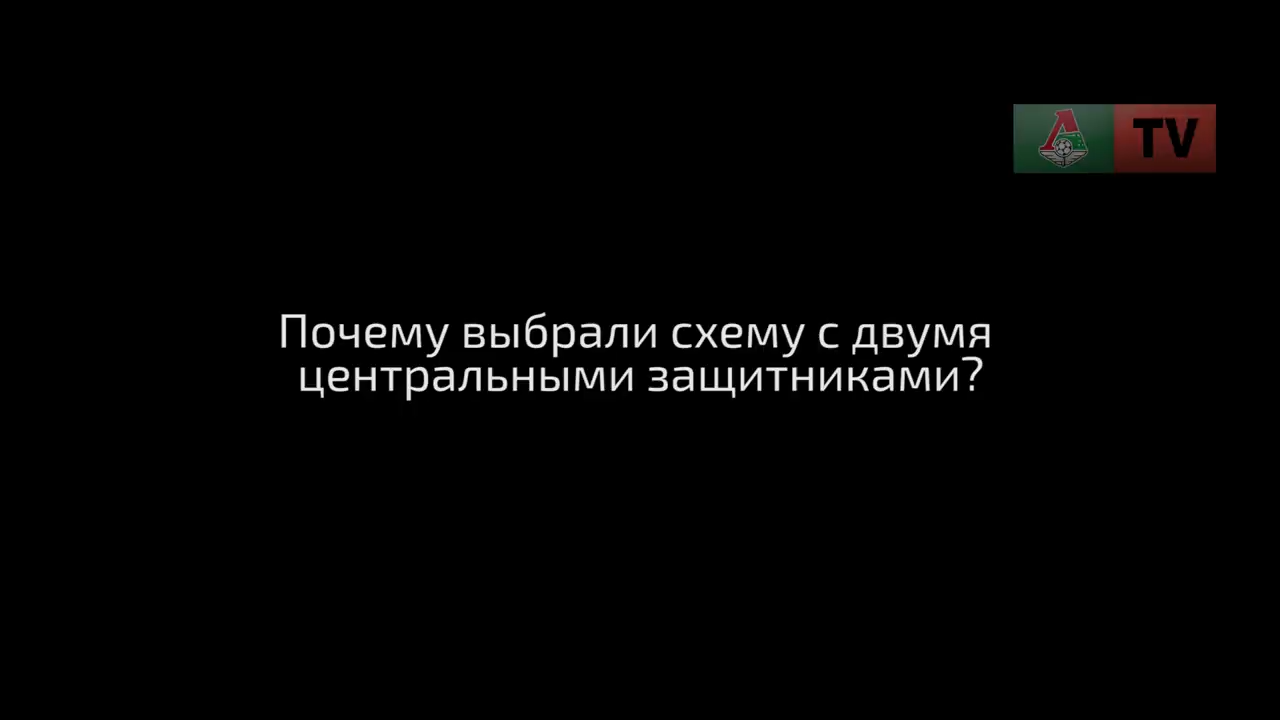 TV
Почему выбрали схему с двумя
центральными защитниками?